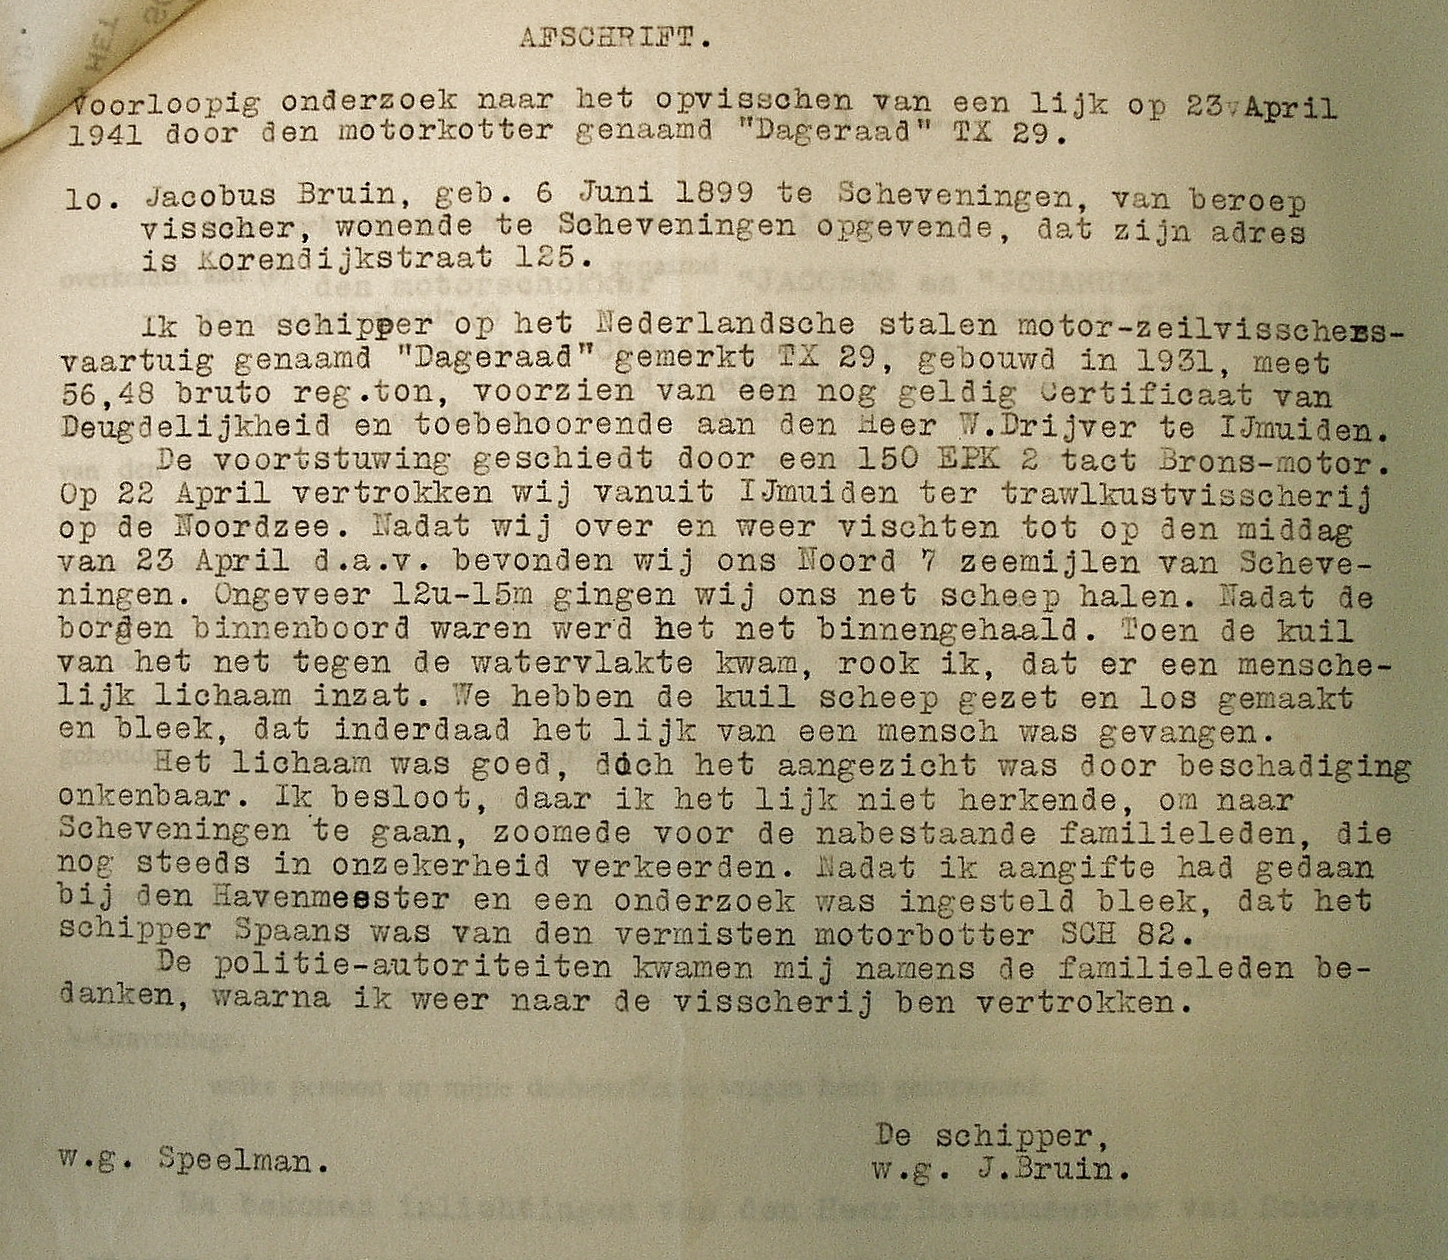 AFSCHRIFT.
Voorloopig onderzoek naar het opvisschen van een lijk op 23 April
1941 door den motorkotter genaamd "Dageraad" TX 29.
1o. Jacobus Bruin, geb. 6 Juni 1899 te Scheveningen, van beroep
visscher, wonende te Scheveningen opgevende, dat zijn adres
is Korendijkstraat 125.
Ik ben schipper op het Nederlandsche stalen motor-zeilvisschers-
vaartuig genaamd "Dageraad" gemerkt TX 29, gebouwd in 1931, meet
56,48 bruto reg.ton, voorzien van een nog geldig Certificaat van
Deugdelijkheid en toebehoorende aan den Heer W.Drijver te IJmuiden.
De voortstuwing geschiedt door een 150 EPK 2 tact Brons-motor.
Op 22 April vertrokken wij vanuit IJmuiden ter trawlkustvisscherij
op de Noordzee. Nadat wij over en weer vischten tot op den middag
van 23 April d.a.v. bevonden wij ons Noord 7 zeemijlen van Scheve-
ningen. Ongeveer 12u-15m gingen wij ons net scheep halen. Nadat de
borden binnenboord waren werd het net binnengehaald. Toen de kuil
van het net tegen de watervlakte kwam, rook ik, dat er een mensche-
lijk lichaam inzat. We hebben de kuil scheep gezet en los gemaakt
en bleek, dat inderdaad het lijk van een mensch was gevangen.
Het lichaam was goed, doch het aangezicht was door beschadiging
onkenbaar. Ik besloot, daar ik het lijk niet herkende, om naar
Scheveningen te gaan, zoomede voor de nabestaande familieleden, die
nog steeds in onzekerheid verkeerden. Nadat ik aangifte had gedaan
bij den Havenmeester en een onderzoek was ingesteld bleek, dat het
schipper Spaans was van den vermisten motorbotter SCH 82.
De politie-autoriteiten kwamen mij namens de familieleden be-
danken, waarna ik weer naar de visscherij ben vertrokken.
De schipper,
w.g. Speelman.
w.g. J.Bruin.